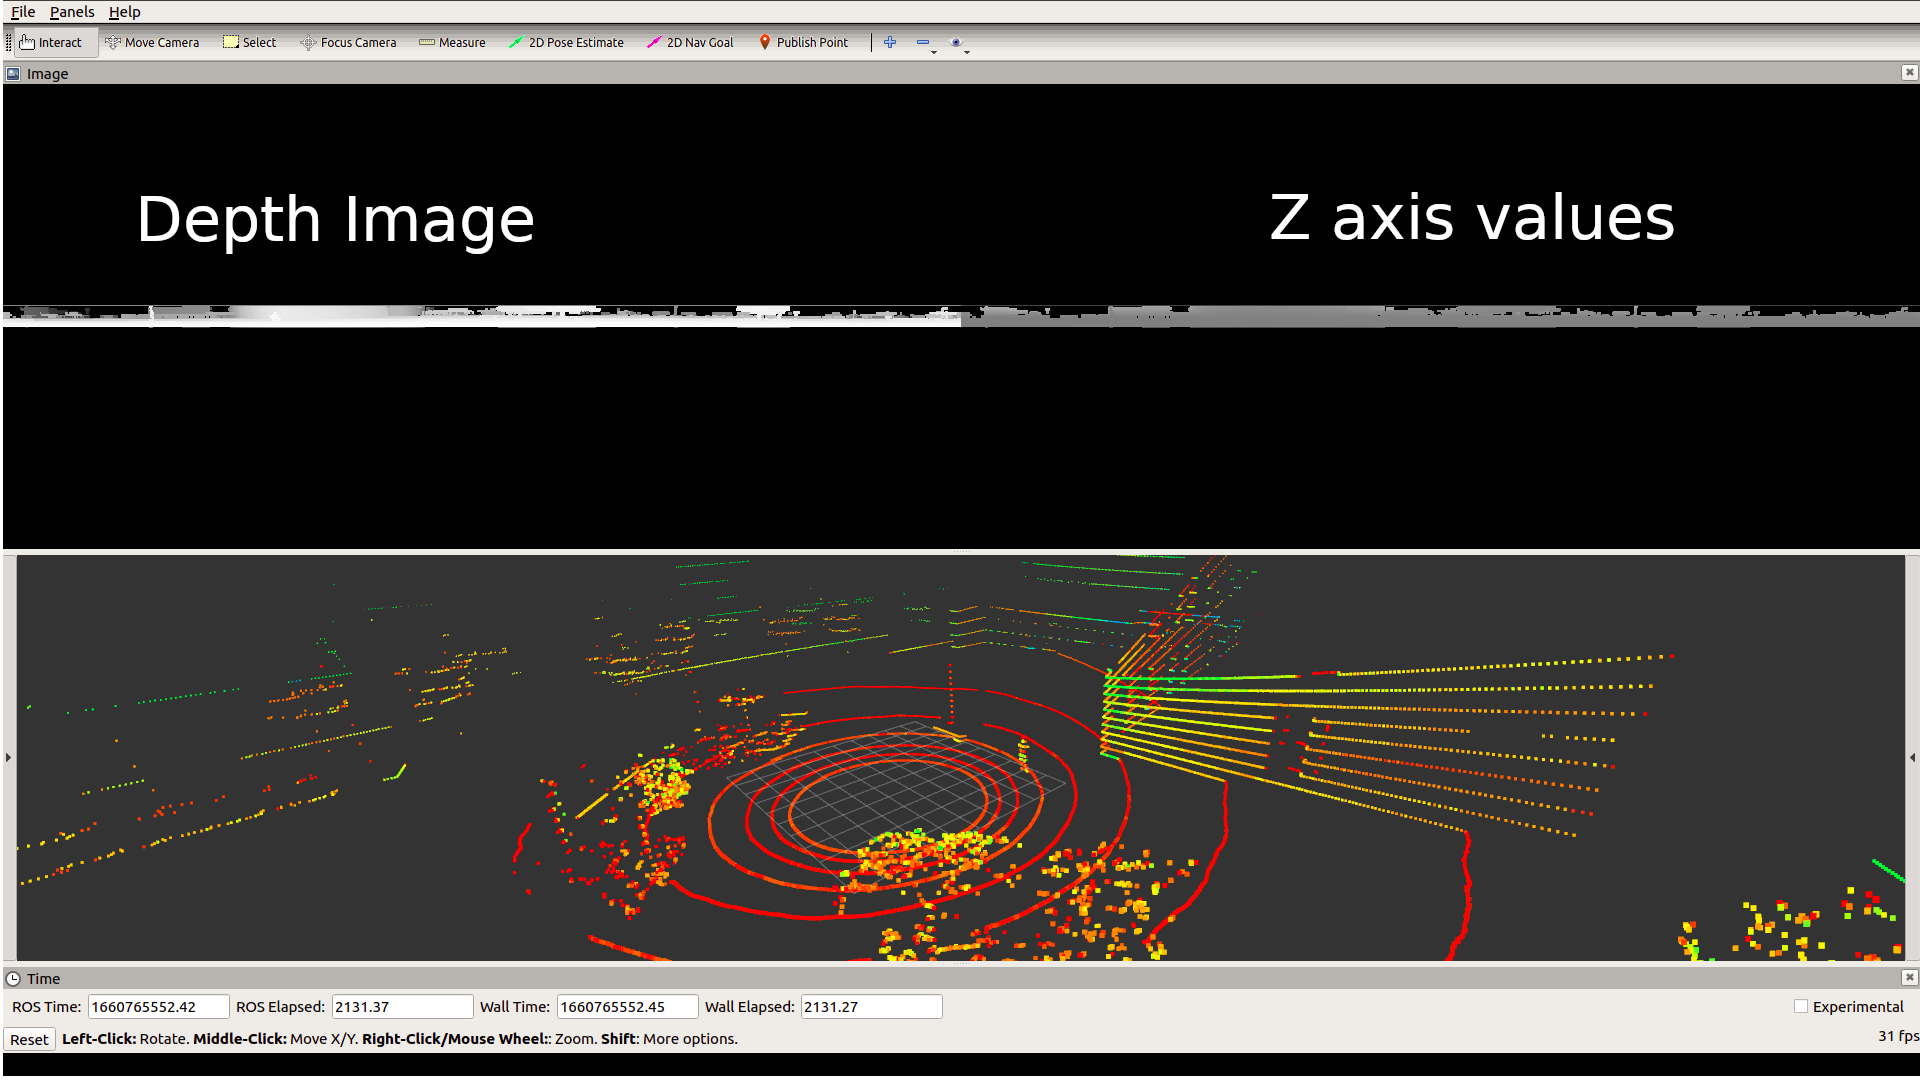 File Panels Help
Interact Move Camera Select Focus Camera Measure 2D Pose Estimate 2D Nav Goal Publish Point
Image
Depth Image Z axis values
Time
ROS Time: 1660765552.42 ROS Elapsed: 2131.37 Wall Time: 1660765552.45 Wall Elapsed: 2131.27 Experimental
Reset Left-Click: Rotate. Middle-Click: Move X/Y. Right-Click/Mouse Wheel:: Zoom. Shift: More options. 31 fps